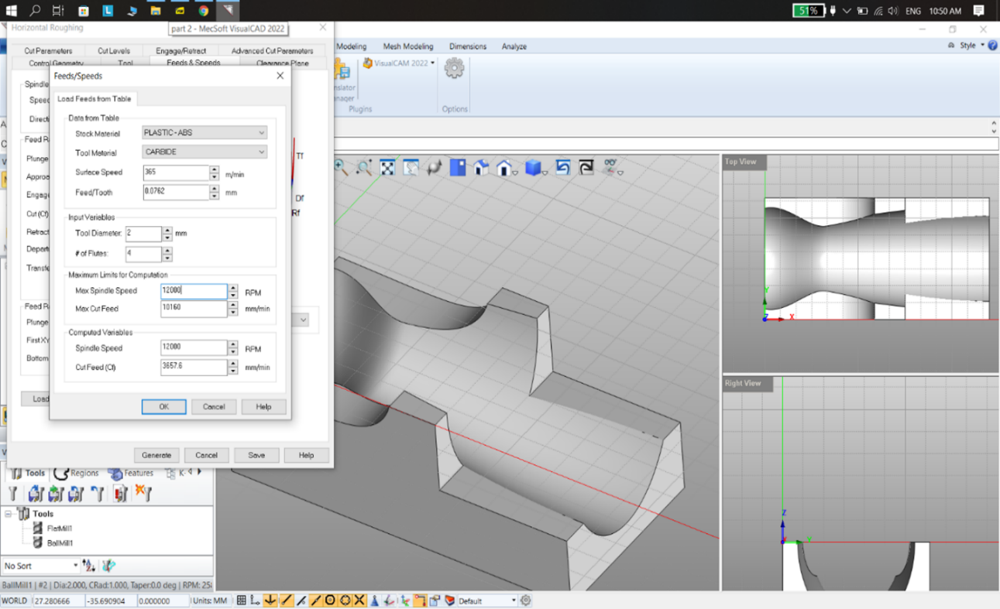 51%
ENG
10:50 AM
Horizontal Roughing
part 2 - MecSoft VisualCAD 2022
Cut Parameters
Cut Levels
Engage/Retract
Advanced Cut Parameters
Control Geometry
Tool
Feeds & Speeds
Clearance Plane
Modeling
Mesh Modeling
Dimensions
Analyze
Style
VisualCAM 2022
Plugins
Options
Feeds/Speeds
Load Feeds from Table
Data from Table
Stock Material
PLASTIC-ABS
Tool Material
CARBIDE
Surface Speed
365
m/min
Feed/Tooth
0.0762
mm
Input Variables
Tool Diameter:
2
mm
# of Flutes:
4
Maximum Limits for Computation
Max Spindle Speed
12000
RPM
Max Cut Feed
10160
mm/min
Computed Variables
Spindle Speed
12000
RPM
Cut Feed (Cf)
3657.6
mm/min
OK
Cancel
Help
Spindle
Speed
Directi
Feed R
Plunge
Approa
Engage
Cut (Cf)
Retract
Depart
Transfe
Feed R
Plunge
First XY
Bottom
Load
Tf
Df
Rf
Generate
Cancel
Save
Help
Tools
Regions
Features
K-
Tools
FlatMill1
BallMill1
No Sort
BallMill1 | #2 | Dia:2.000, CRad:1.000, Taper:0.0 deg | RPM: 25
WORLD
27.280666
-35.690904
0.000000
Units: MM
Default
Top View
Y
Z
X
Right View
Z
Y